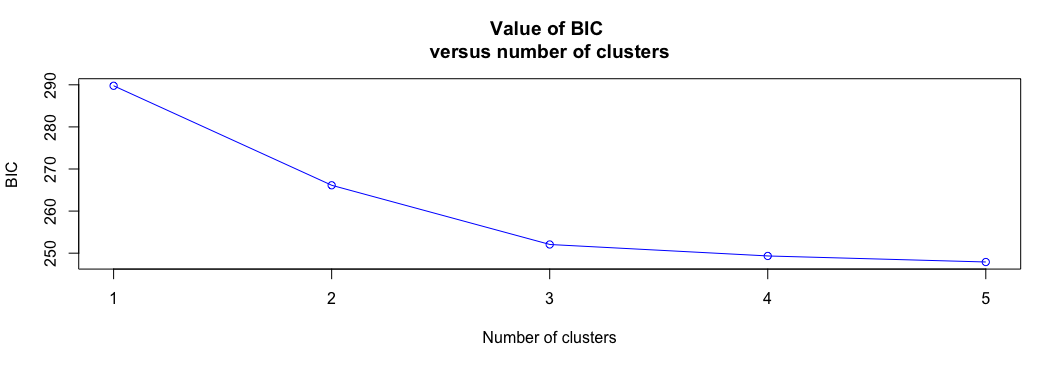 Value of BIC
versus number of clusters
290
280
270
260
250
BIC
1 2 3 4 5
Number of clusters